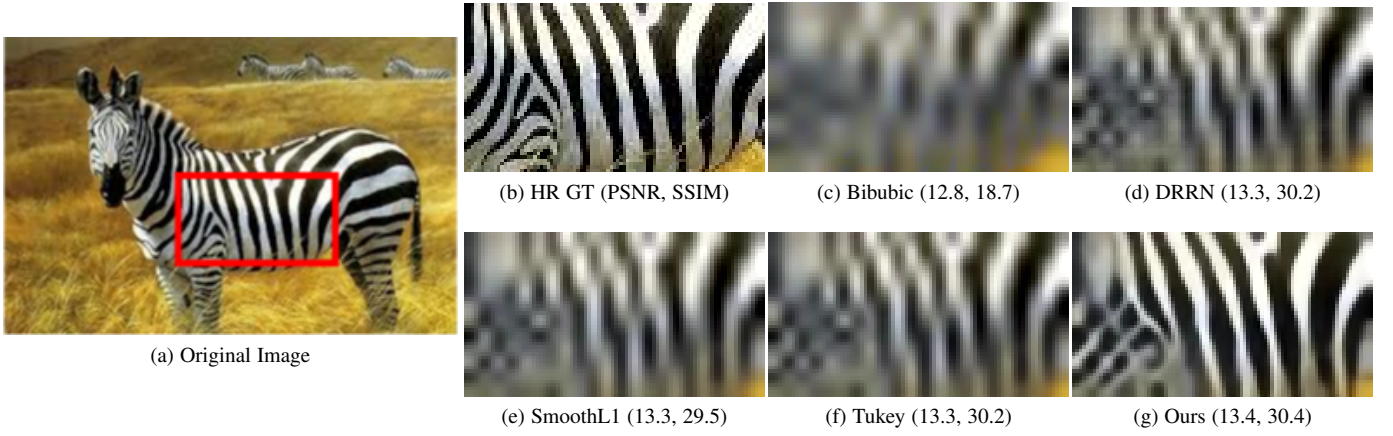 (b) HR GT (PSNR, SSIM)
(c) Bibubic (12.8, 18.7)
(d) DRRN (13.3, 30.2)
(a) Original Image
(e) SmoothL1 (13.3, 29.5)
(f) Tukey (13.3, 30.2)
(g) Ours (13.4, 30.4)